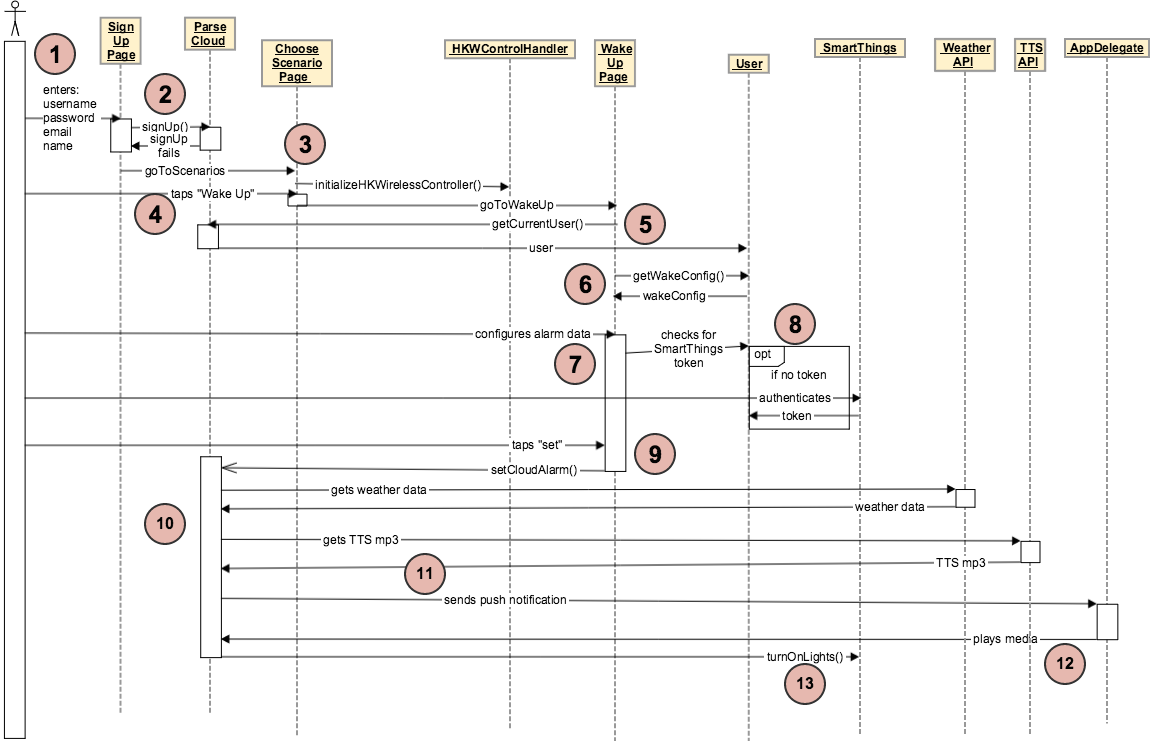 Sign
Up
Page
Parse
Cloud
Choose
Scenario
Page
HKWControlHandler
Wake
Up
Page
User
SmartThings
Weather
API
TTS
API
AppDelegate
1
enters:
username
password
email
name
2
signUp()
signUp
fails
3
goToScenarios
initializeHKWirelessController()
taps "Wake Up"
4
goToWakeUp
getCurrentUser()
5
user
6
getWakeConfig()
wakeConfig
configures alarm data
7
checks for
SmartThings
token
8
opt
if no token
authenticates
token
taps "set"
9
setCloudAlarm()
gets weather data
weather data
10
gets TTS mp3
TTS mp3
11
sends push notification
plays media
12
turnOnLights()
13